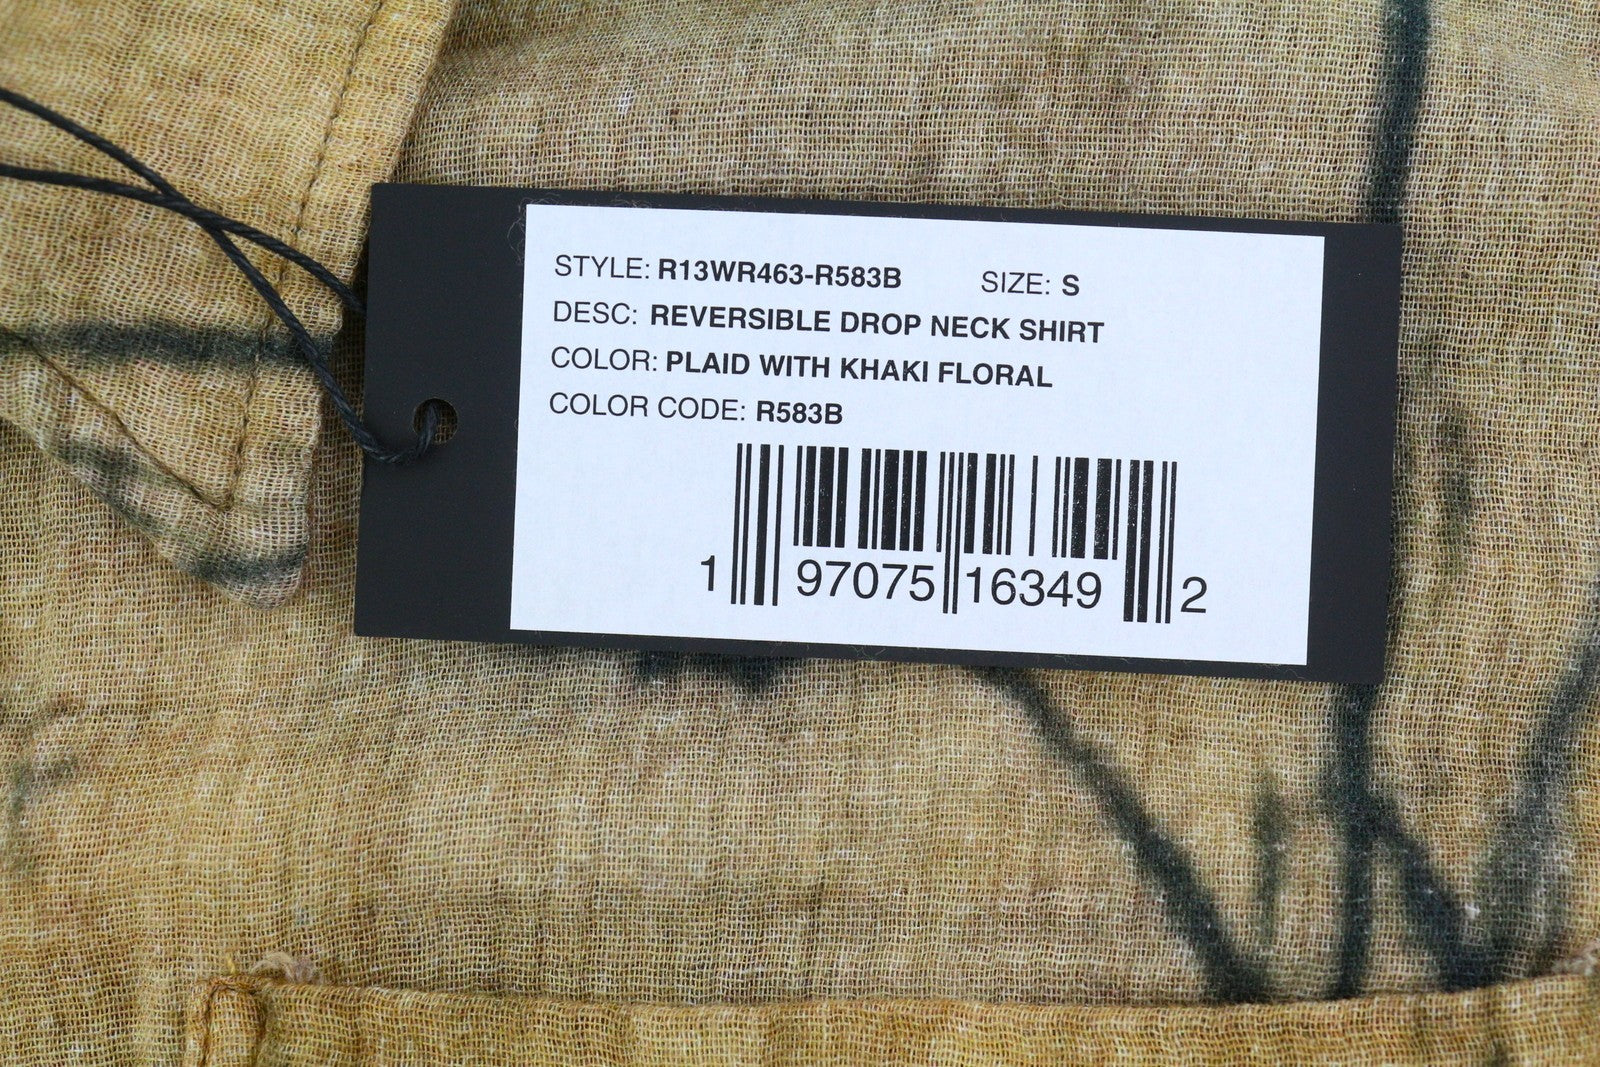 STYLE: R13WR463-R583B SIZE: S
DESC: REVERSIBLE DROP NECK SHIRT
COLOR: PLAID WITH KHAKI FLORAL
COLOR CODE: R583B
1 97075 16349 2